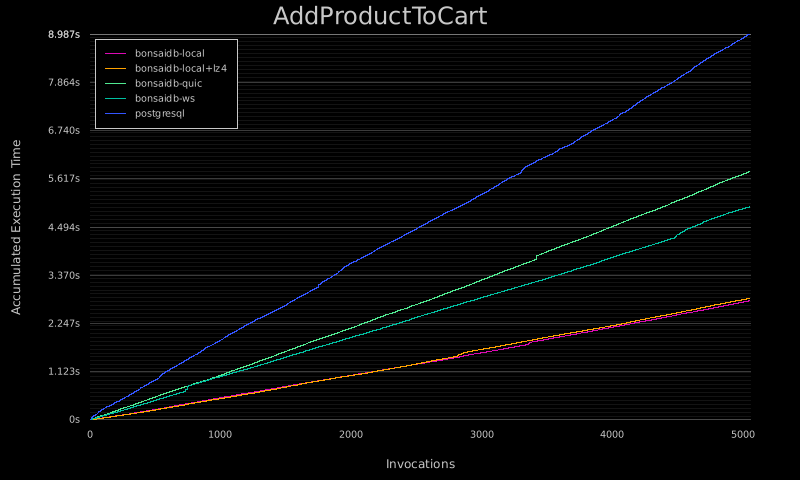 AddProductToCart
8.987s
7.864s
6.740s
5.617s
4.494s
3.370s
2.247s
1.123s
0s
bonsaidb-local
bonsaidb-local+lz4
bonsaidb-quic
bonsaidb-ws
postgresql
Accumulated Execution Time
0 1000 2000 3000 4000 5000
Invocations